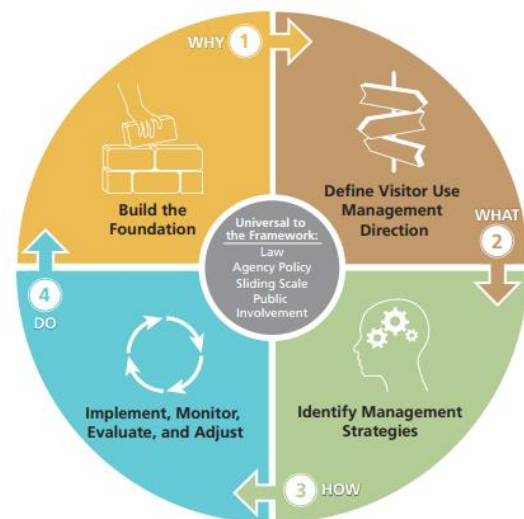 WHY 1
Build the
Foundation
Define Visitor Use
Management
Direction
WHAT
2
Universal to
the Framework:
Law
Agency Policy
Sliding Scale
Public
Involvement
Identify Management
Strategies
3 HOW
Implement, Monitor,
Evaluate, and Adjust
4
DO